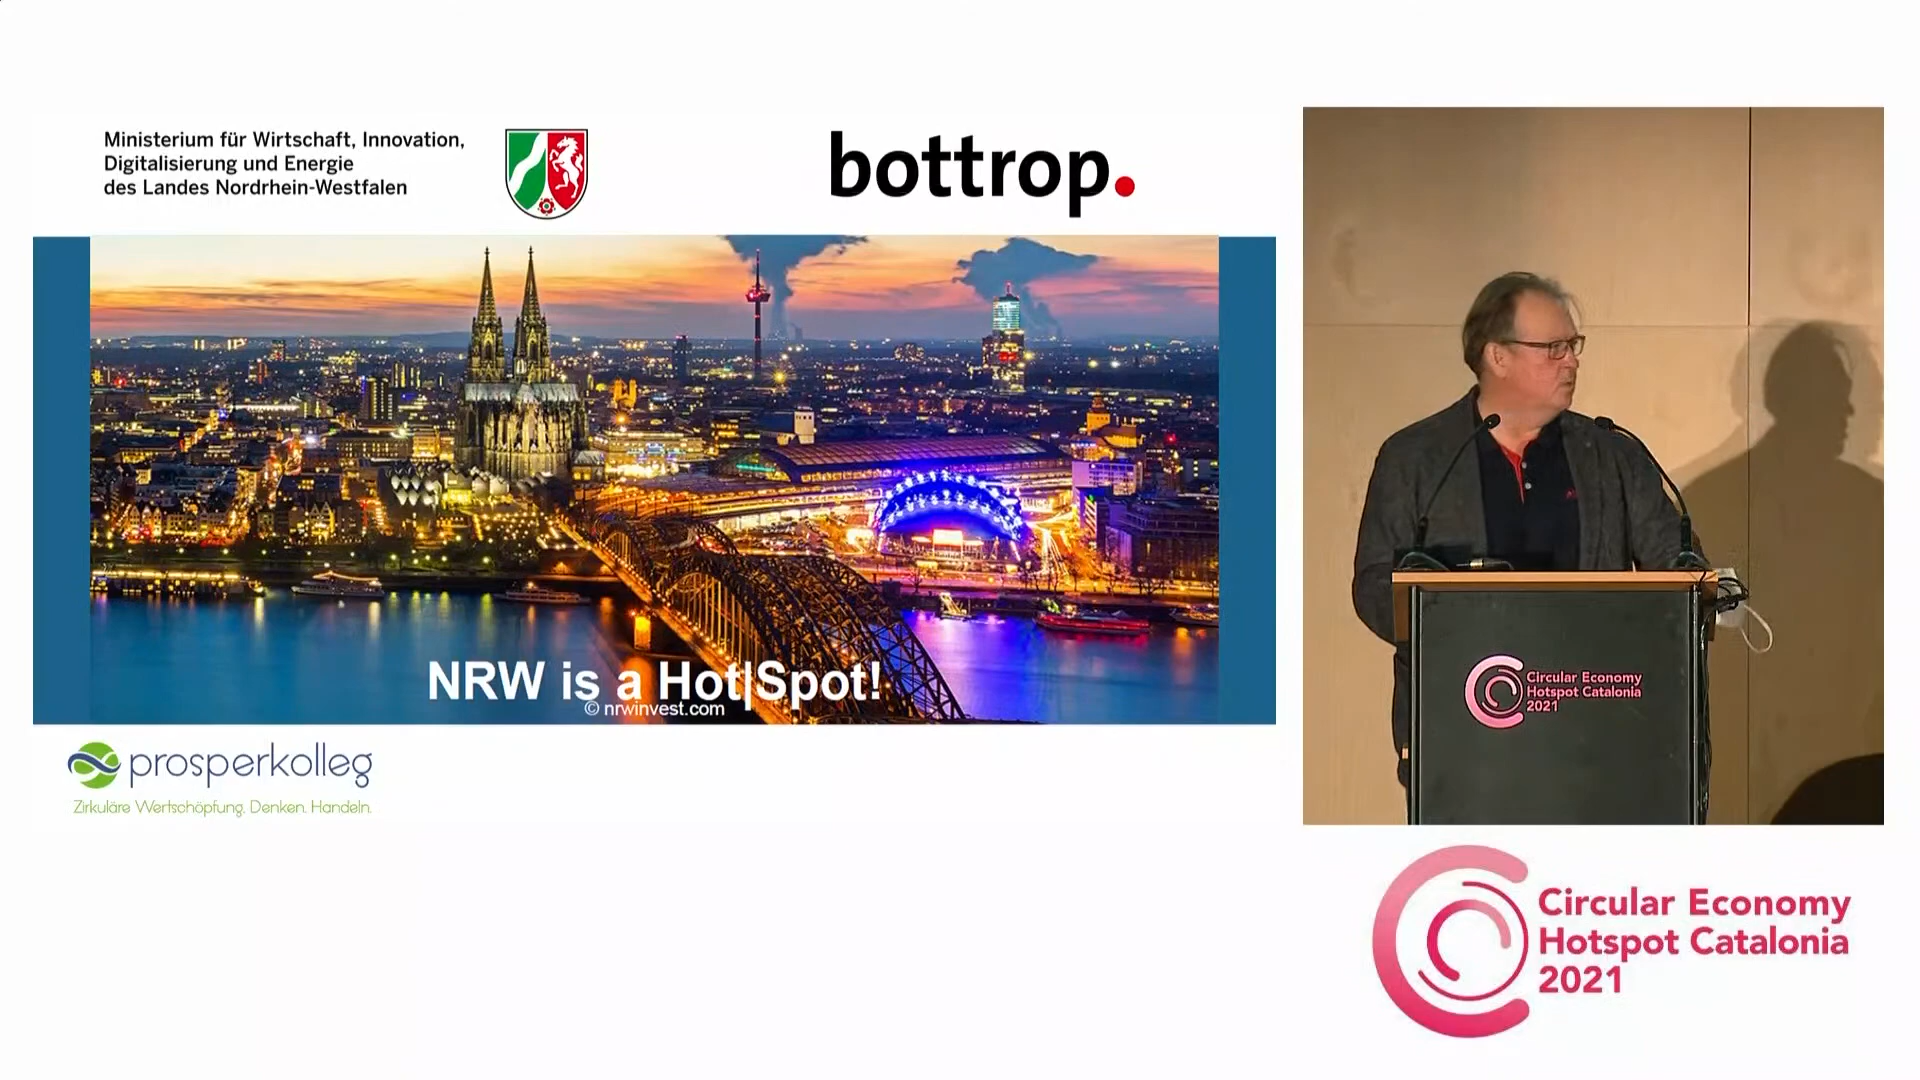 Ministerium für Wirtschaft, Innovation,
Digitalisierung und Energie
des Landes Nordrhein-Westfalen
bottrop.
NRW is a Hot|Spot!
© nrwinvest.com
prosperkolleg
Zirkuläre Wertschöpfung. Denken. Handeln.
Circular Economy
Hotspot Catalonia
2021
Circular Economy
Hotspot Catalonia
2021